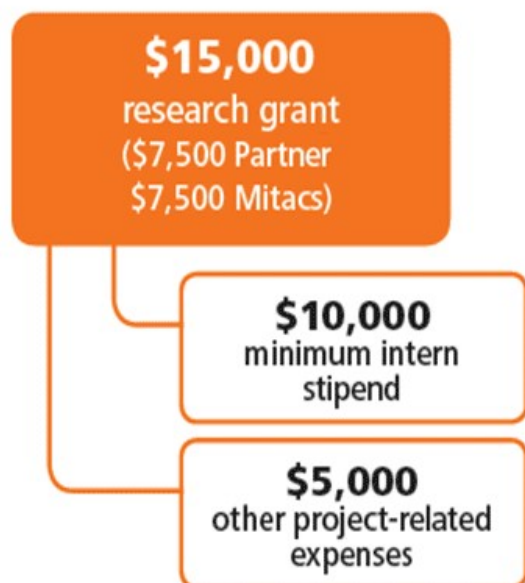 $15,000
research grant
($7,500 Partner
$7,500 Mitacs)
$10,000
minimum intern
stipend
$5,000
other project-related
expenses